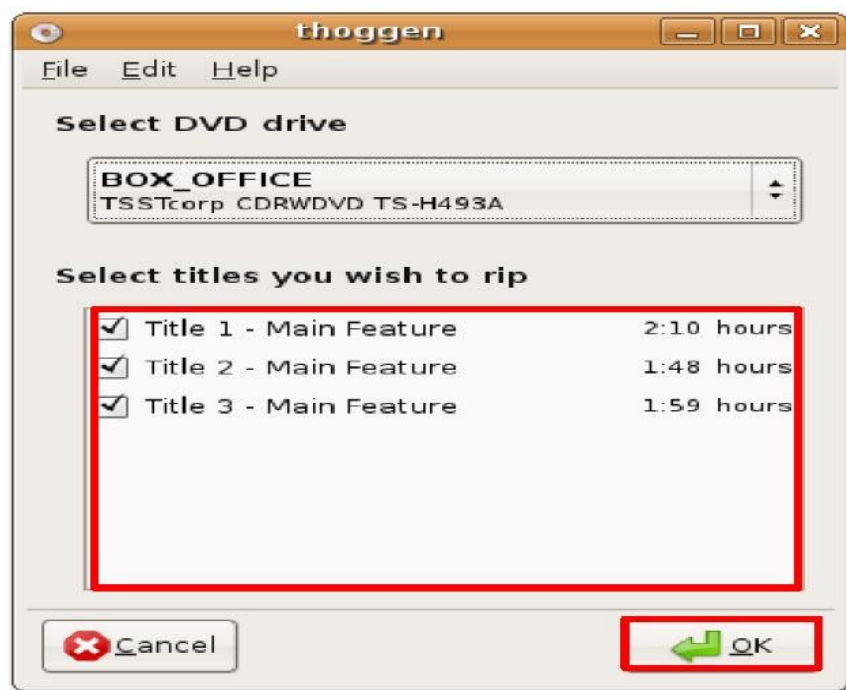 thoggen
File Edit Help
Select DVD drive
BOX_OFFICE
TSSTcorp CDRWDVD TS-H493A
Select titles you wish to rip
Title 1 - Main Feature 2:10 hours
Title 2 - Main Feature 1:48 hours
Title 3 - Main Feature 1:59 hours
Cancel OK